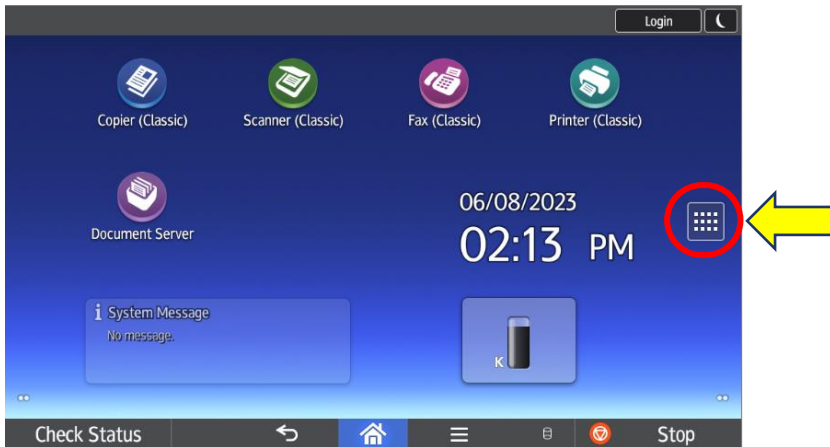 Login
Copier (Classic)
Scanner (Classic)
Fax (Classic)
Printer (Classic)
Document Server
06/08/2023
02:13 PM
i System Message
No message.
K
Check Status
Stop